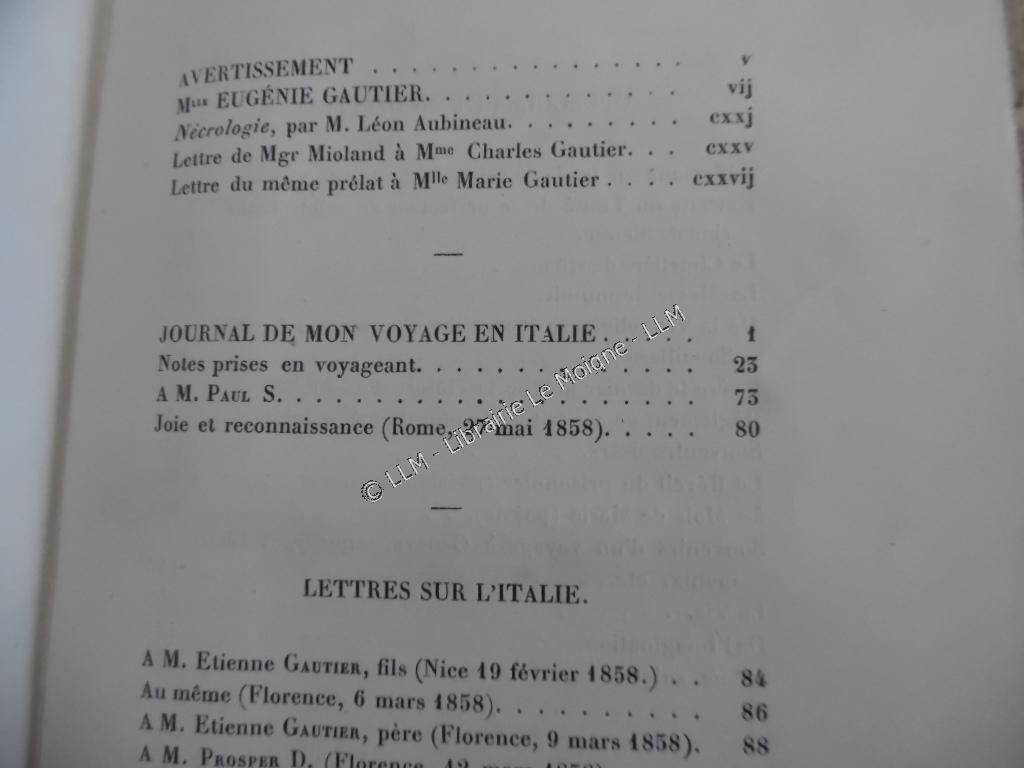 AVERTISSEMENT . . . . . . . . . . . . . . . . v
Mlle EUGÉNIE GAUTIER. . . . . . . . . . . . . vij
Nécrologie, par M. Léon Aubineau. . . . . . . . . cxxj
Lettre de Mgr Mioland à Mme Charles Gautier. . . cxxv
Lettre du même prélat à Mlle Marie Gautier . . . . cxxvij
JOURNAL DE MON VOYAGE EN ITALIE. . . . . 1
Notes prises en voyageant. . . . . . . . . . . . . 23
A M. PAUL S. . . . . . . . . . . . . . . . . . . 73
Joie et reconnaissance (Rome, 27 mai 1858). . . . . 80
© LLM - Librairie Le Moigne - LLM
LETTRES SUR L'ITALIE.
A M. Etienne GAUTIER, fils (Nice 19 février 1858.) . . 84
Au même (Florence, 6 mars 1858). . . . . . . . . . 86
A M. Etienne GAUTIER, père (Florence, 9 mars 1858). 88
A M. PROSPER D. (Florence, 12 mars 1858)